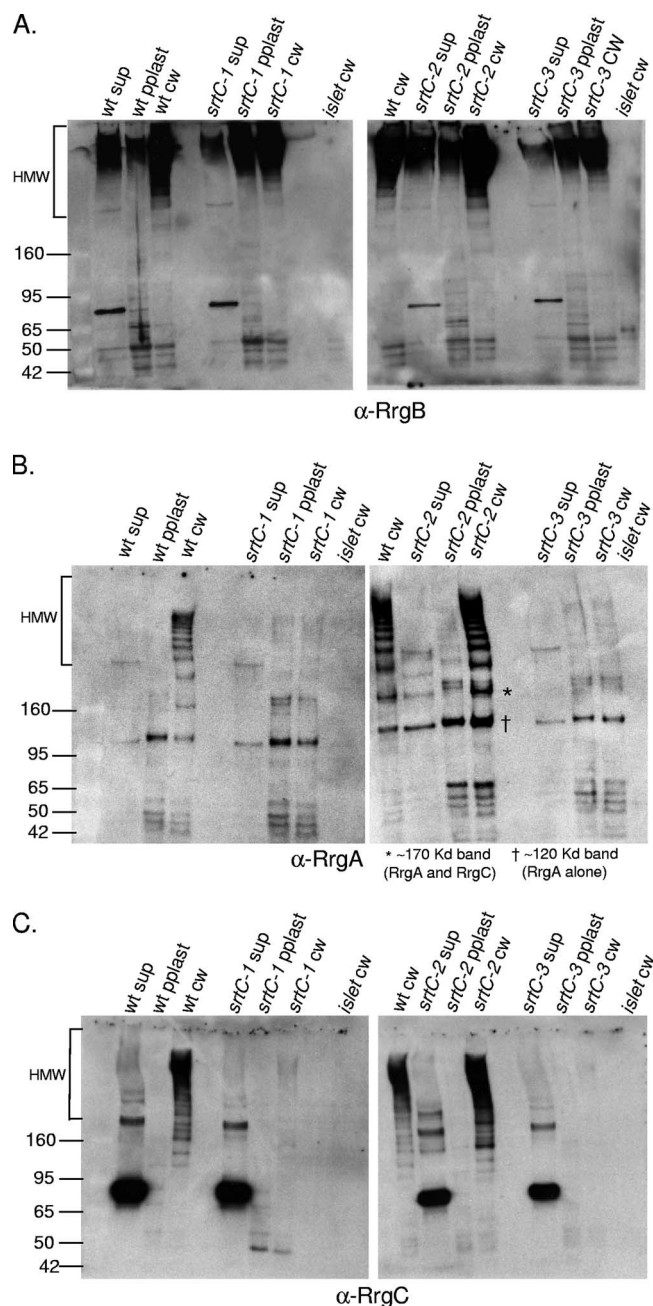 A.
wt sup wt pplast wt cw srtC-1 sup srtC-1 pplast srtC-1 cw islet cw wt cw srtC-2 sup srtC-2 pplast srtC-2 cw srtC-3 sup srtC-3 pplast srtC-3 CW islet cw
HMW
160
95
65
50
42
α-RrgB
B.
wt sup wt pplast wt cw srtC-1 sup srtC-1 pplast srtC-1 cw islet cw wt cw srtC-2 sup srtC-2 pplast srtC-2 cw srtC-3 sup srtC-3 pplast srtC-3 cw islet cw
HMW
*
160
†
95
65
50
42
α-RrgA
* ~170 Kd band † ~120 Kd band
(RrgA and RrgC) (RrgA alone)
C.
wt sup wt pplast wt cw srtC-1 sup srtC-1 pplast srtC-1 cw islet cw wt cw srtC-2 sup srtC-2 pplast srtC-2 cw srtC-3 sup srtC-3 pplast srtC-3 cw islet cw
HMW
160
95
65
50
42
α-RrgC